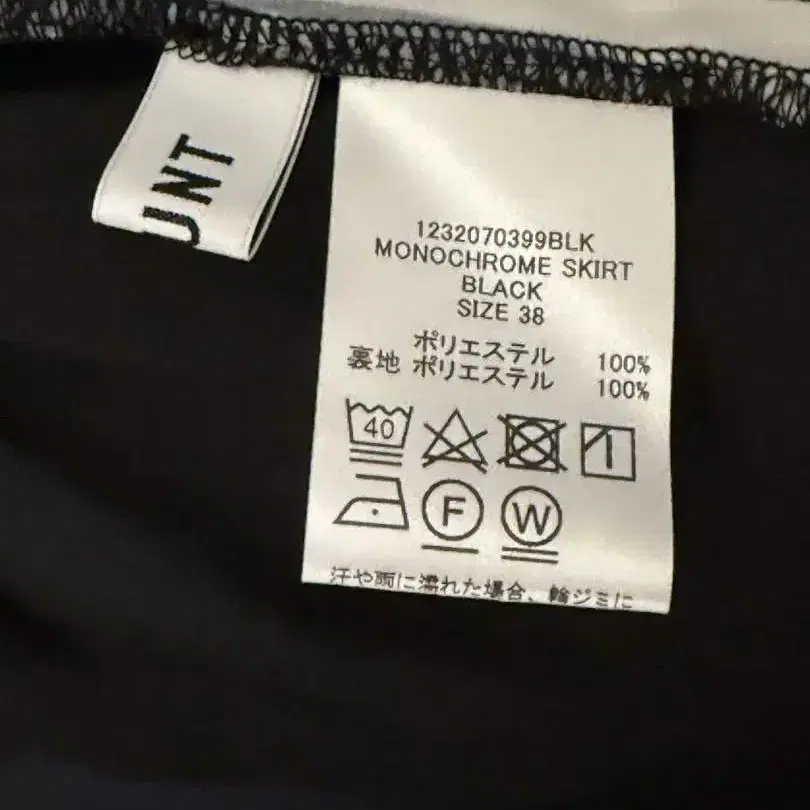 UNT
1232070399BLK
MONOCHROME SKIRT
BLACK
SIZE 38
ポリエステル 100%
裏地 ポリエステル 100%
40
F W
汗や雨に濡れた場合、輪ジミに